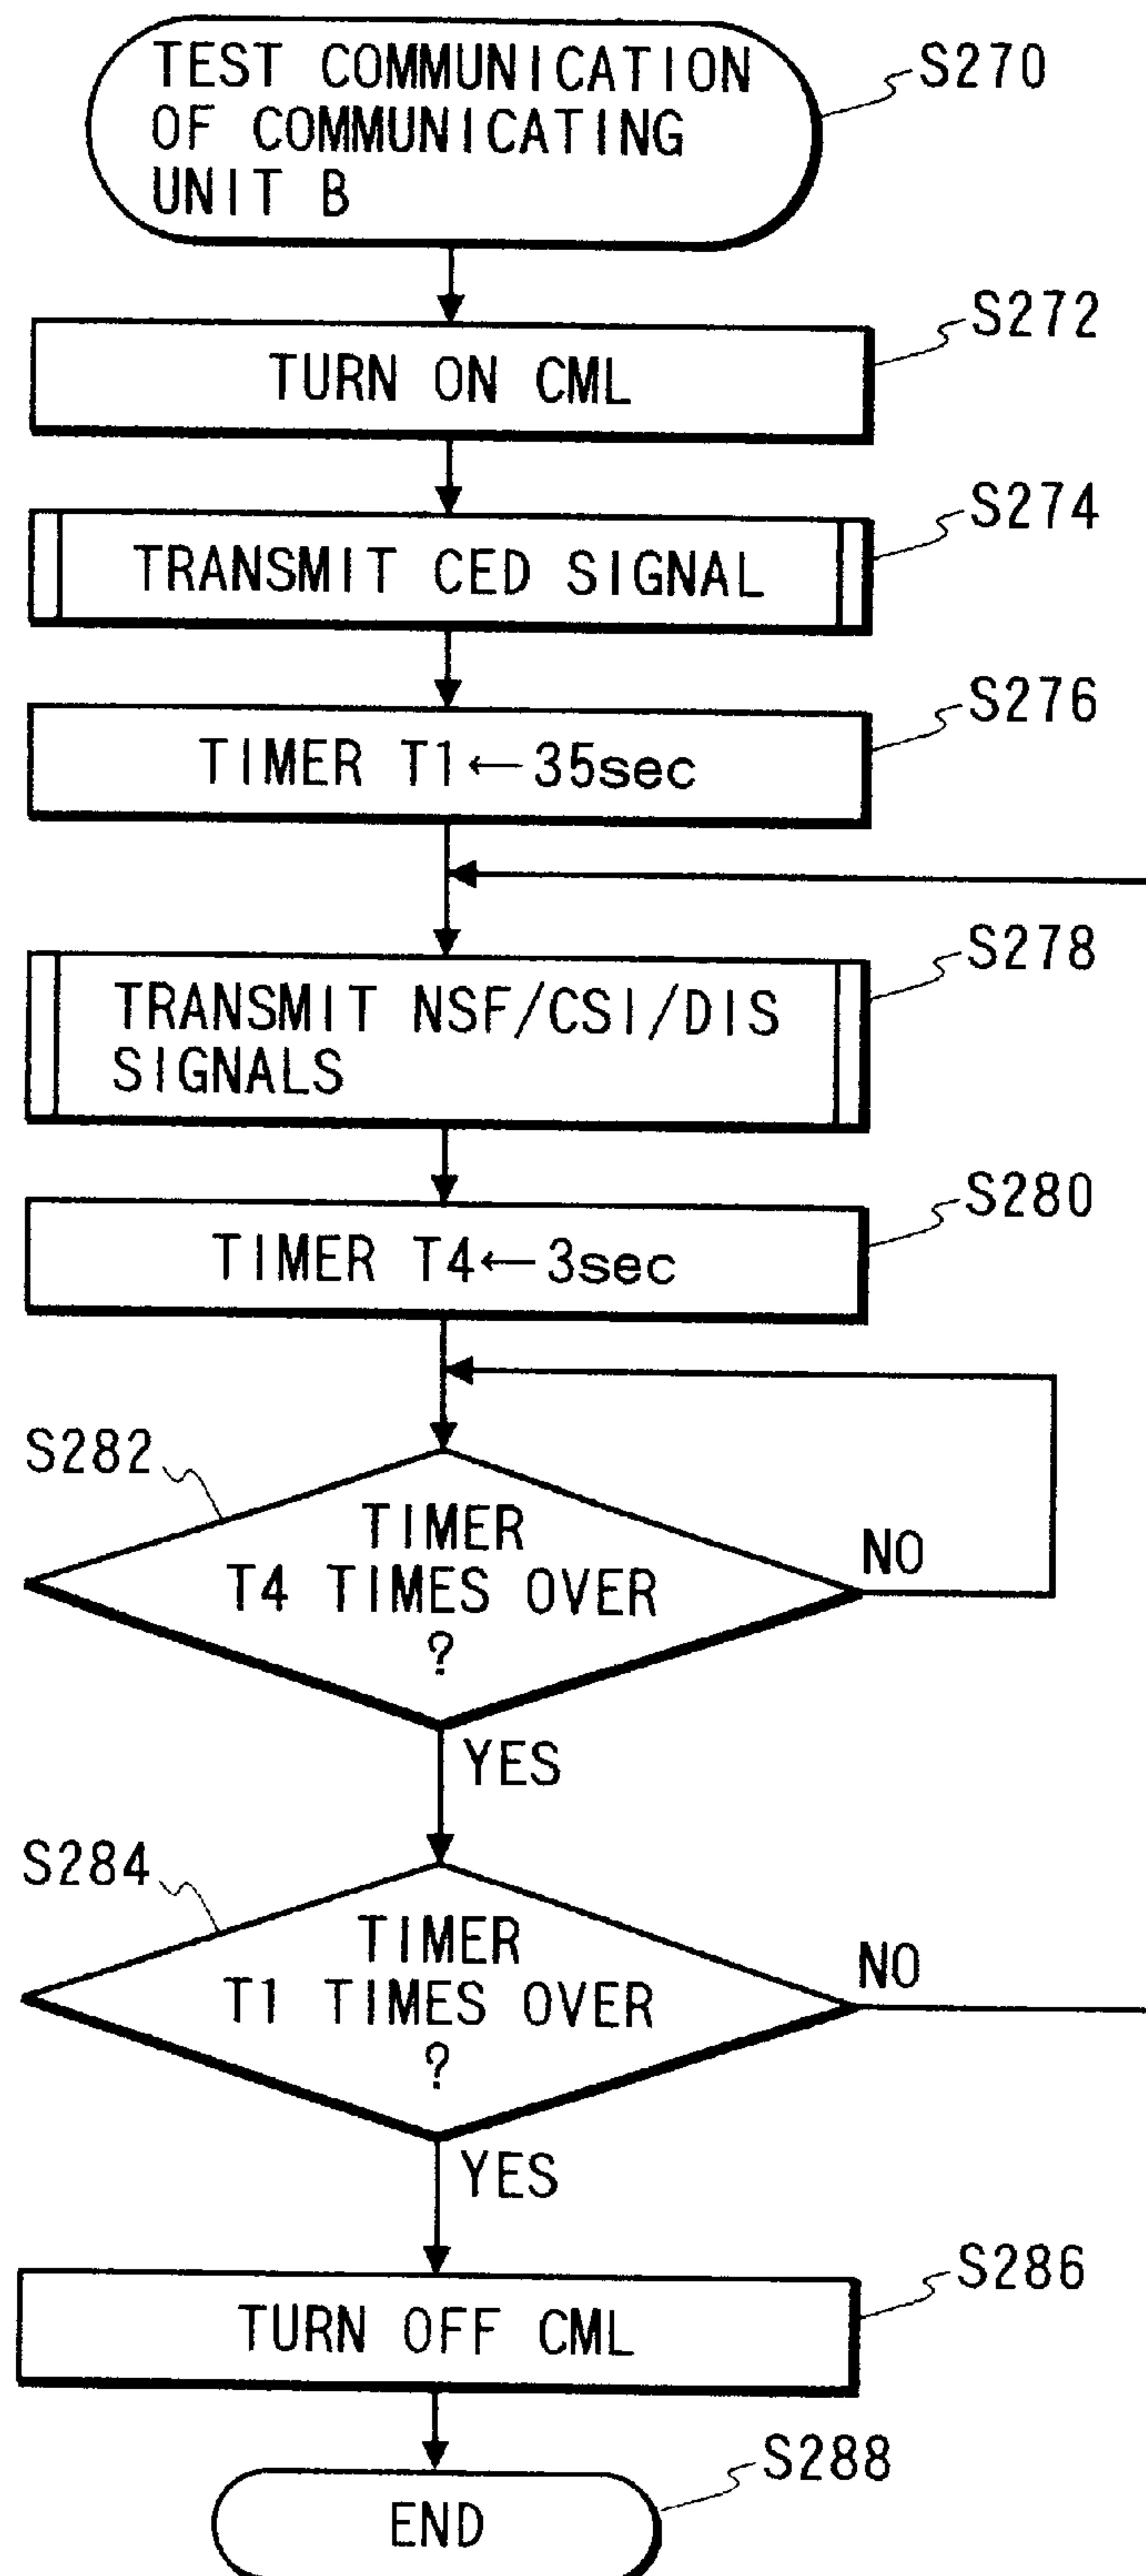 TEST COMMUNICATION
OF COMMUNICATING
UNIT B
S270
TURN ON CML
S272
TRANSMIT CED SIGNAL
S274
TIMER T1←35sec
S276
TRANSMIT NSF/CSI/DIS
SIGNALS
S278
TIMER T4←3sec
S280
S282
TIMER
T4 TIMES OVER
?
NO
YES
S284
TIMER
T1 TIMES OVER
?
NO
YES
TURN OFF CML
S286
END
S288